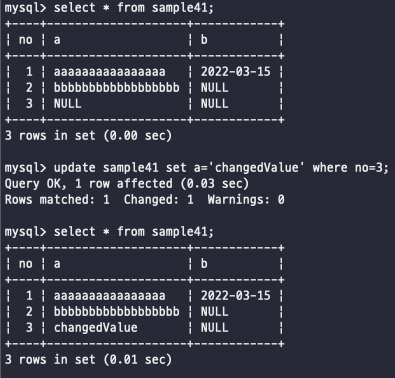 mysql> select * from sample41;
+----+--------------------+------------+
| no | a                  | b          |
+----+--------------------+------------+
|  1 | aaaaaaaaaaaaaaaa   | 2022-03-15 |
|  2 | bbbbbbbbbbbbbbbbbb | NULL       |
|  3 | NULL               | NULL       |
+----+--------------------+------------+
3 rows in set (0.00 sec)
mysql> update sample41 set a='changedValue' where no=3;
Query OK, 1 row affected (0.03 sec)
Rows matched: 1  Changed: 1  Warnings: 0
mysql> select * from sample41;
+----+--------------------+------------+
| no | a                  | b          |
+----+--------------------+------------+
|  1 | aaaaaaaaaaaaaaaa   | 2022-03-15 |
|  2 | bbbbbbbbbbbbbbbbbb | NULL       |
|  3 | changedValue       | NULL       |
+----+--------------------+------------+
3 rows in set (0.01 sec)